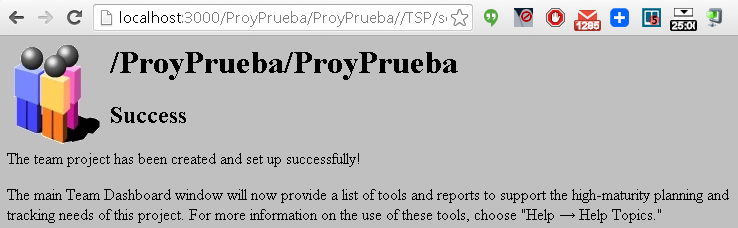 localhost:3000/ProyPrueba/ProyPrueba//TSP/s
1285
5
25:00
/ProyPrueba/ProyPrueba
Success
The team project has been created and set up successfully!
The main Team Dashboard window will now provide a list of tools and reports to support the high-maturity planning and
tracking needs of this project. For more information on the use of these tools, choose "Help → Help Topics."